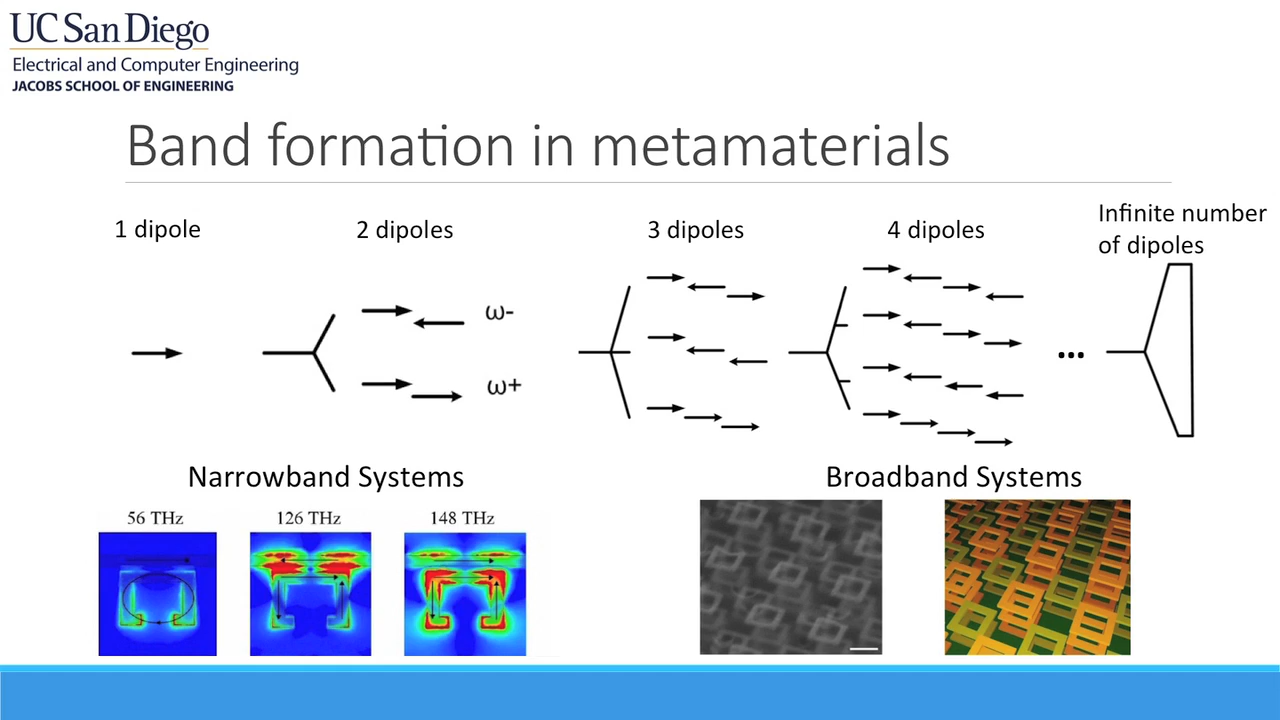 UC San Diego
Electrical and Computer Engineering
JACOBS SCHOOL OF ENGINEERING
Band formation in metamaterials
1 dipole
2 dipoles
3 dipoles
4 dipoles
Infinite number
of dipoles
ω-
ω+
...
Narrowband Systems
Broadband Systems
56 THz
126 THz
148 THz